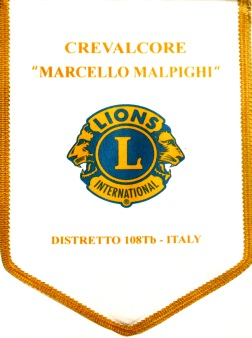 CREVALCORE
"MARCELLO MALPIGHI"
LIONS
L
INTERNATIONAL
®
DISTRETTO 108Tb - ITALY